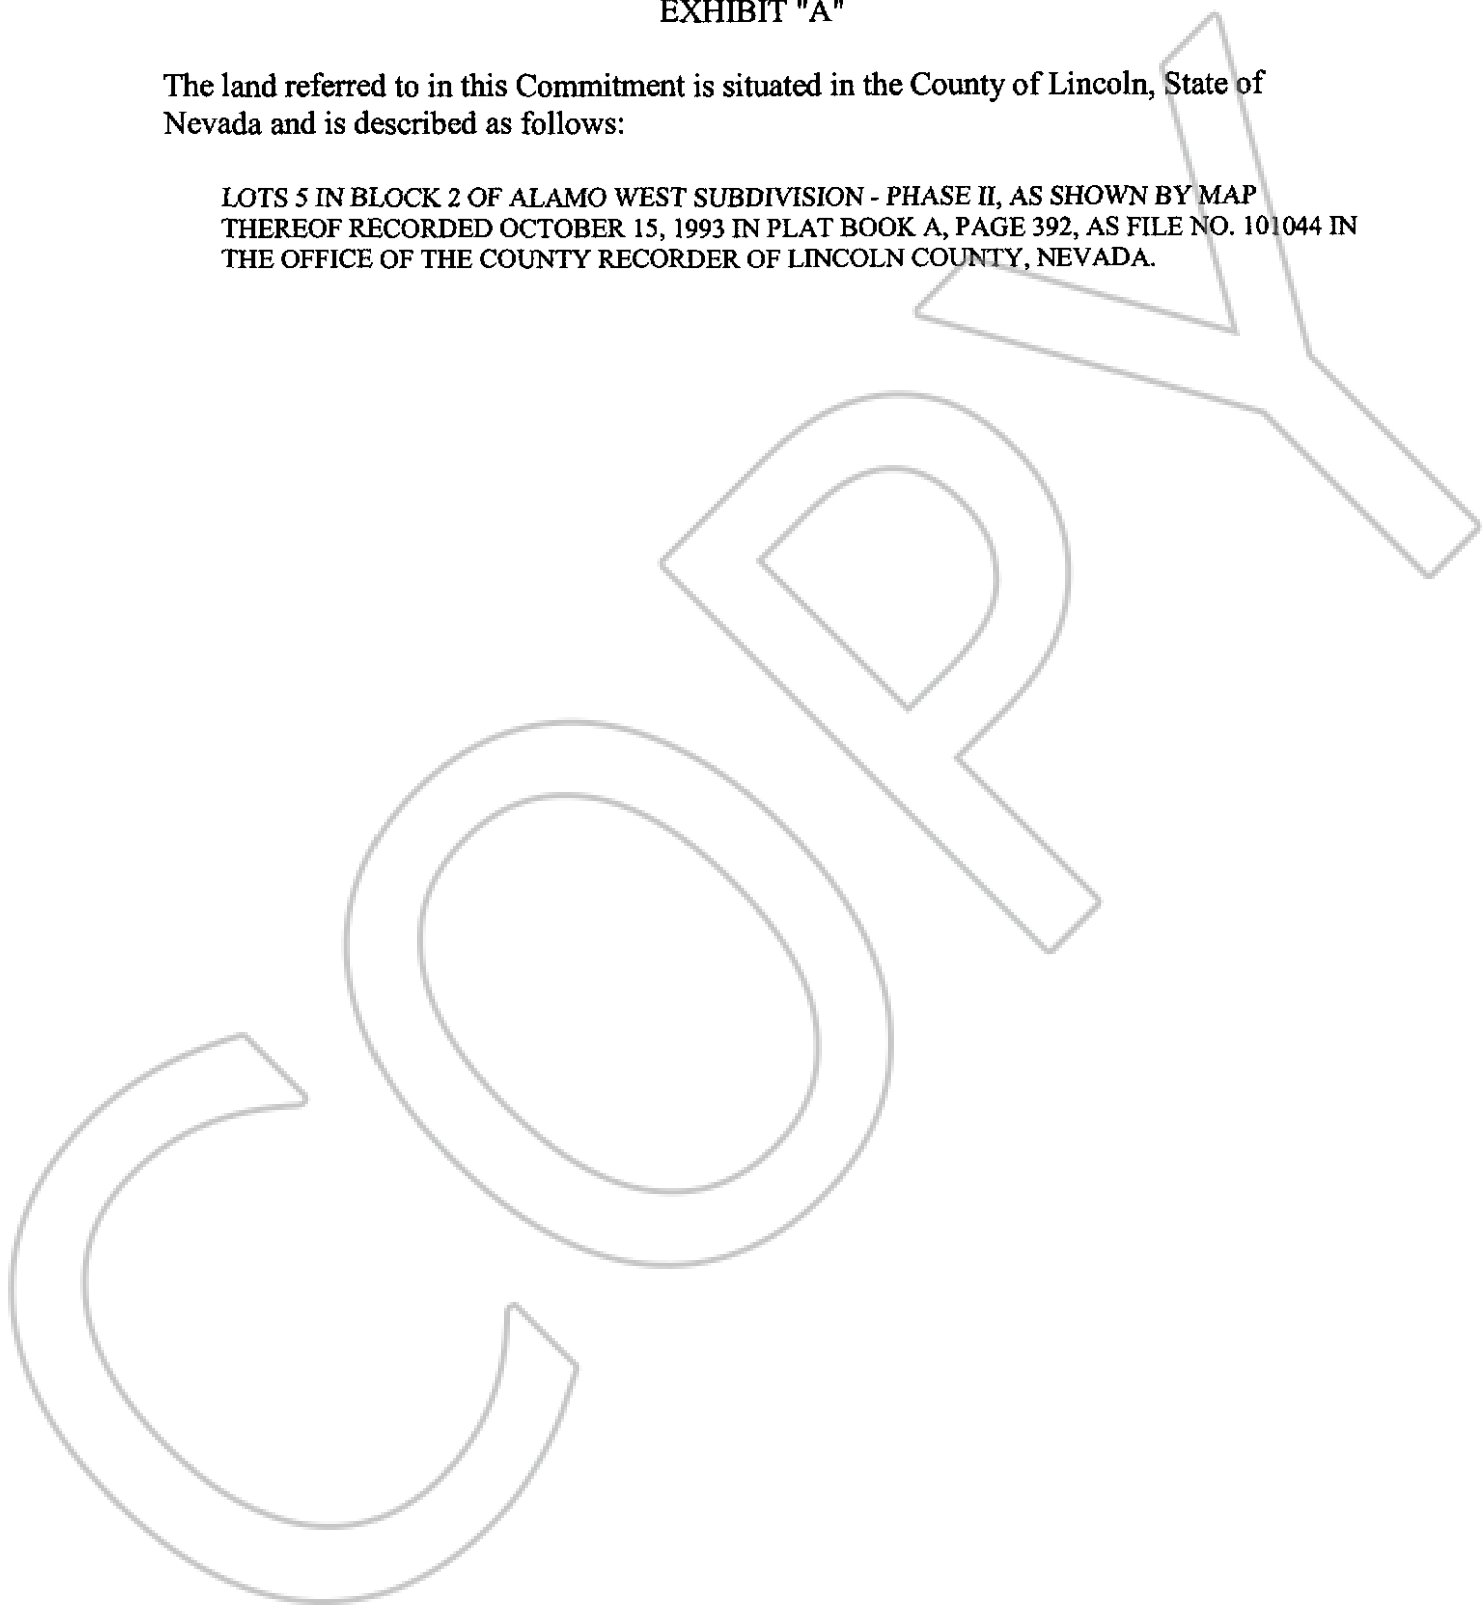 EXHIBIT "A"
The land referred to in this Commitment is situated in the County of Lincoln, State of
Nevada and is described as follows:
LOTS 5 IN BLOCK 2 OF ALAMO WEST SUBDIVISION - PHASE II, AS SHOWN BY MAP
THEREOF RECORDED OCTOBER 15, 1993 IN PLAT BOOK A, PAGE 392, AS FILE NO. 101044 IN
THE OFFICE OF THE COUNTY RECORDER OF LINCOLN COUNTY, NEVADA.
COPY